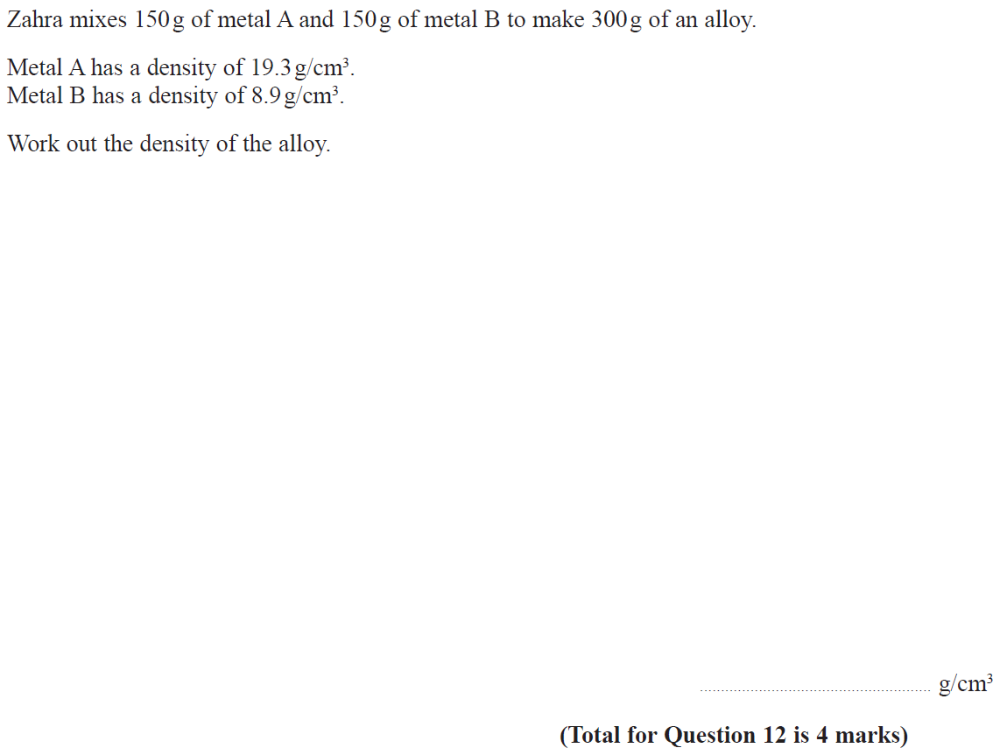 Zahra mixes 150 g of metal A and 150 g of metal B to make 300 g of an alloy.
Metal A has a density of 19.3 g/cm³.
Metal B has a density of 8.9 g/cm³.
Work out the density of the alloy.
...................................................... g/cm³
(Total for Question 12 is 4 marks)